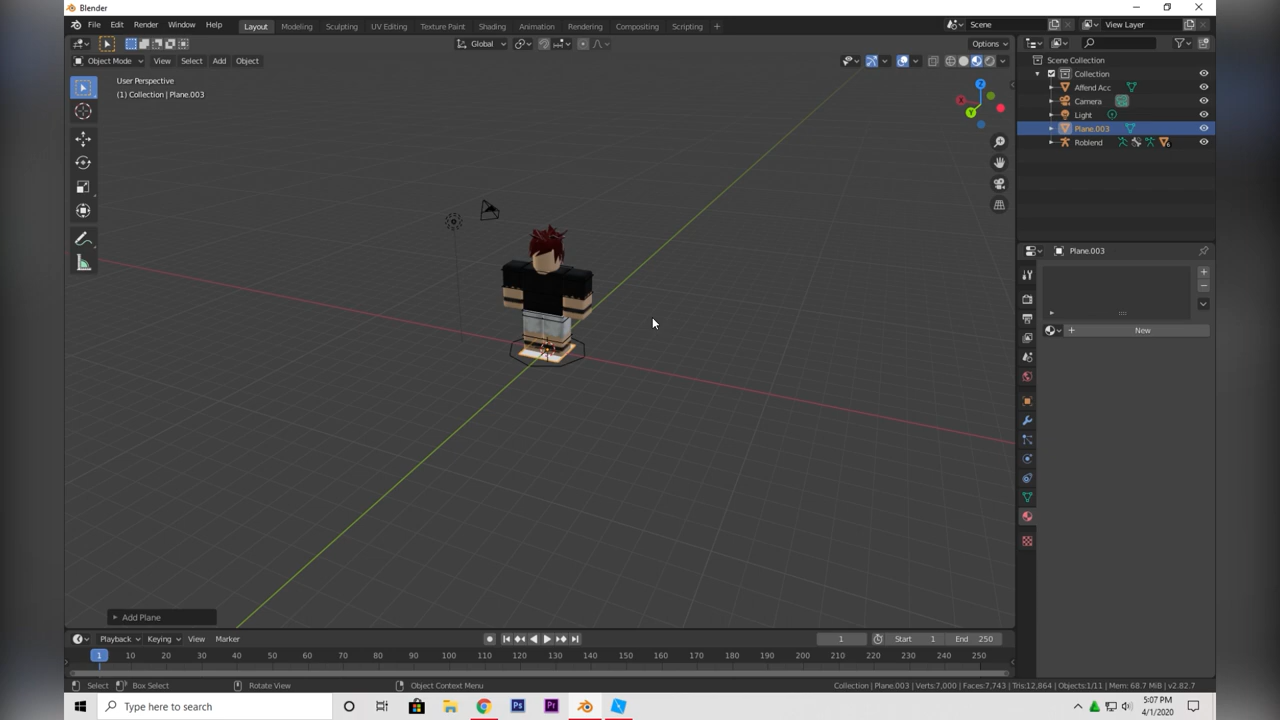 Blender
File Edit Render Window Help Layout Modeling Sculpting UV Editing Texture Paint Shading Animation Rendering Compositing Scripting + Scene View Layer
Global Options
Object Mode View Select Add Object
User Perspective
(1) Collection | Plane.003
Z
X
Y
Scene Collection
Collection
Affend Acc
Camera
Light
Plane.003
Roblend 6
Plane.003
+ New
Add Plane
Playback Keying View Marker 1 Start 1 End 250
1 10 20 30 40 50 60 70 80 90 100 110 120 130 140 150 160 170 180 190 200 210 220 230 240 250
Select Box Select Rotate View Object Context Menu Collection | Plane.003 | Verts:7,000 | Faces:7,743 | Tris:12,864 | Objects:1/11 | Mem: 68.7 MiB | v2.82.7
Type here to search Ps Pr 5:07 PM
4/1/2020